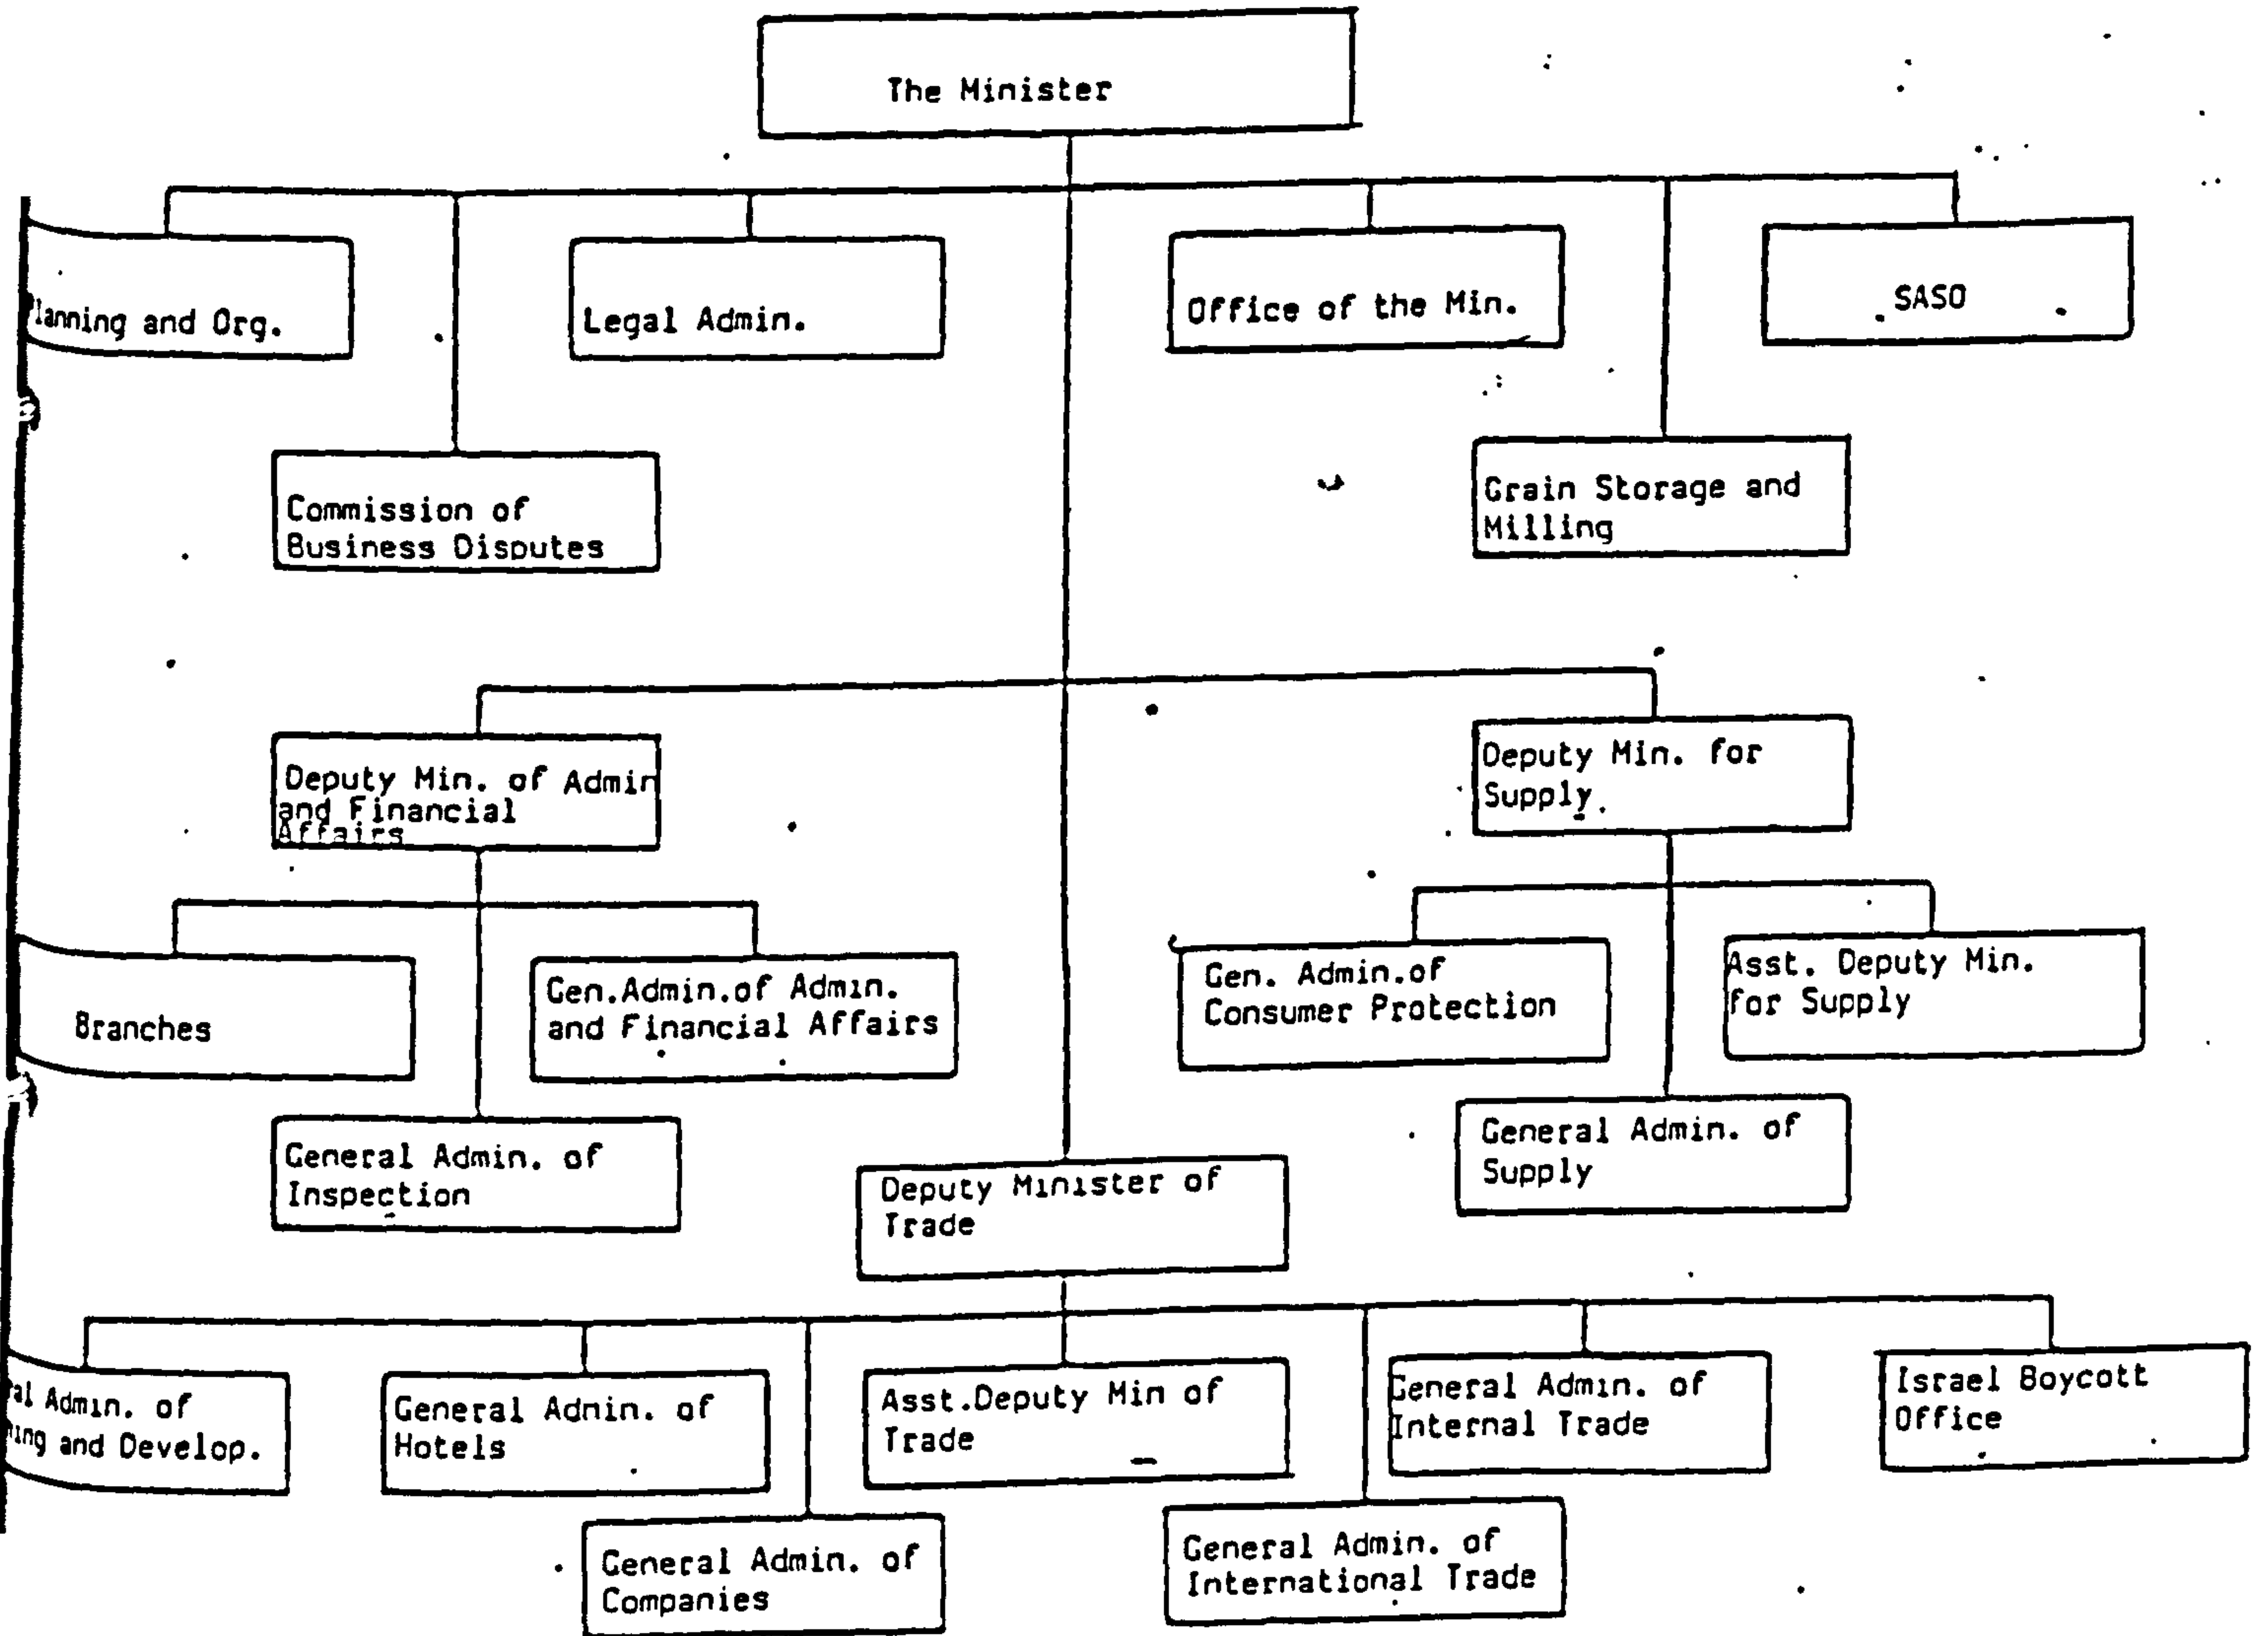 The Minister
Planning and Org.
Legal Admin.
Office of the Min.
SASO
Commission of
Business Disputes
Grain Storage and
Milling
Deputy Min. of Admin
and Financial
Affairs
Deputy Min. for
Supply.
Branches
Gen.Admin.of Admin.
and Financial Affairs
Gen. Admin.of
Consumer Protection
Asst. Deputy Min.
for Supply
General Admin. of
Inspection
General Admin. of
Supply
Deputy Minister of
Trade
Admin. of
and Develop.
General Adnin. of
Hotels
Asst.Deputy Min of
Trade
General Admin. of
Internal Trade
Israel Boycott
Office
General Admin. of
Companies
General Admin. of
International Trade